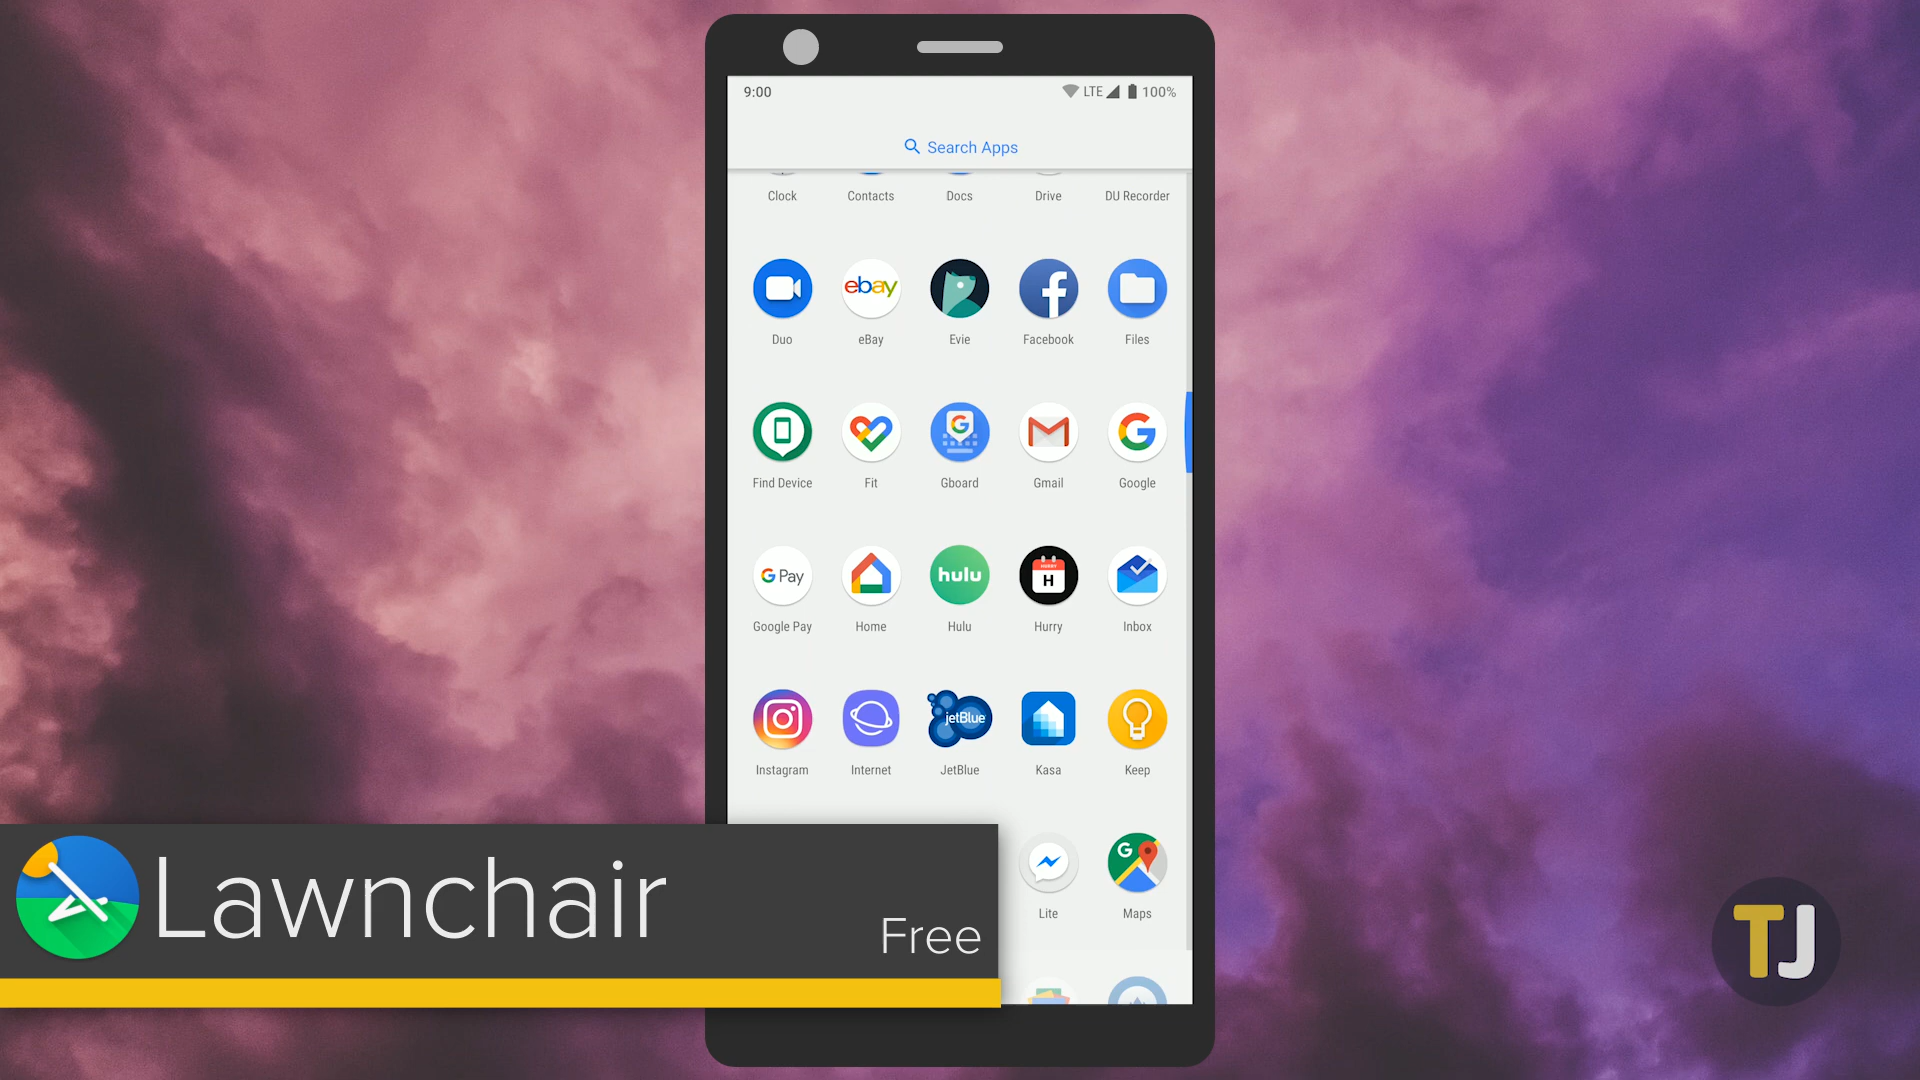 9:00
LTE
100%
Search Apps
Clock
Contacts
Docs
Drive
DU Recorder
ebay
Duo
eBay
Evie
Facebook
Files
G
G
Find Device
Fit
Gboard
Gmail
Google
G Pay
hulu
HURRY
H
Google Pay
Home
Hulu
Hurry
Inbox
jetBlue
Instagram
Internet
JetBlue
Kasa
Keep
G
Lite
Maps
Lawnchair
Free
TJ